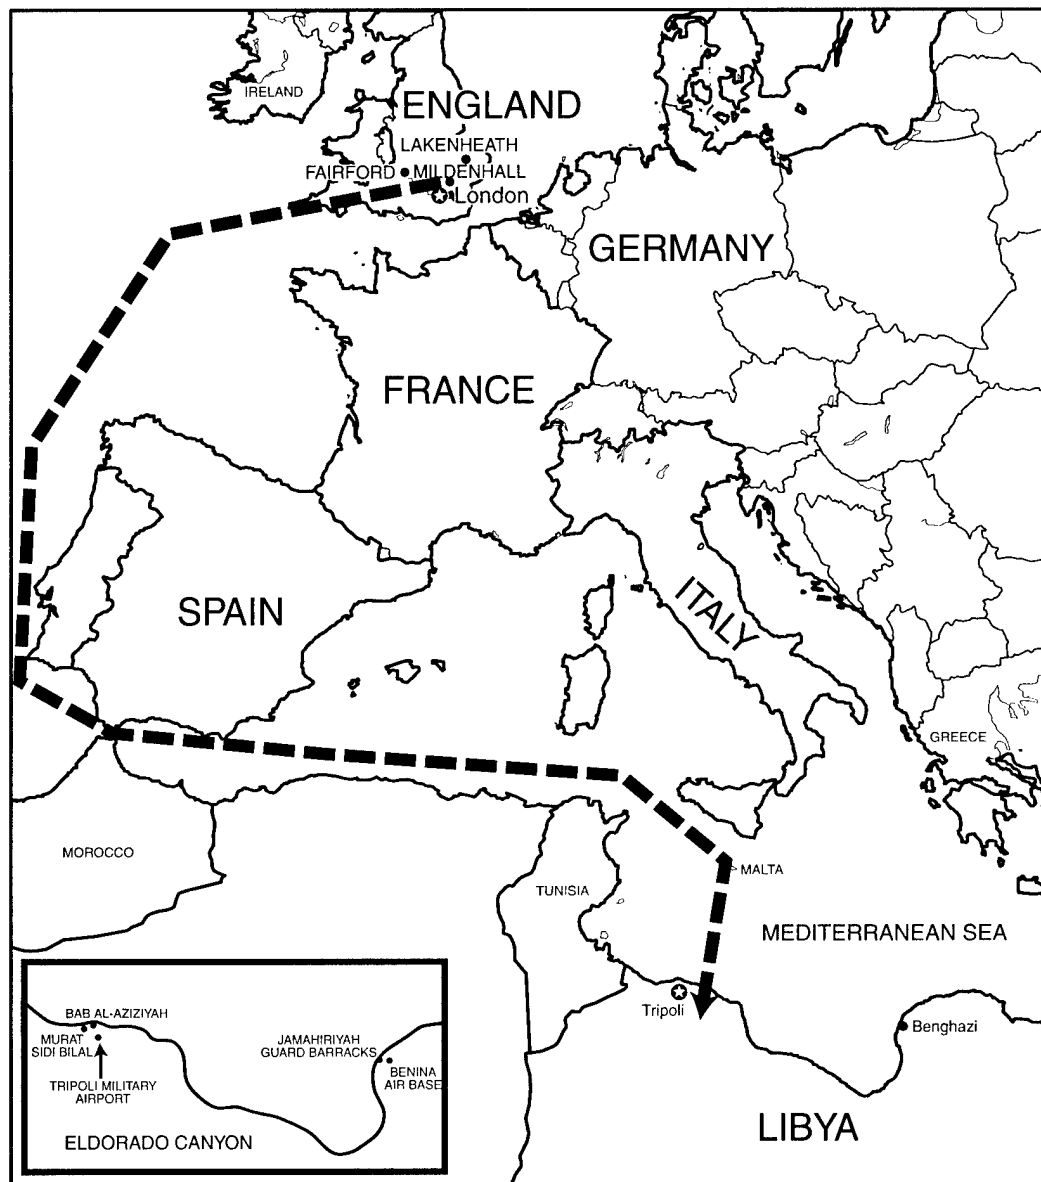 IRELAND
ENGLAND
LAKENHEATH
FAIRFORD
MILDENHALL
London
GERMANY
FRANCE
SPAIN
ITALY
GREECE
MOROCCO
TUNISIA
MALTA
MEDITERRANEAN SEA
Tripoli
Benghazi
LIBYA
BAB AL-AZIZIYAH
MURAT
SIDI BILAL
TRIPOLI MILITARY
AIRPORT
JAMAHIRIYAH
GUARD BARRACKS
BENINA
AIR BASE
ELDORADO CANYON